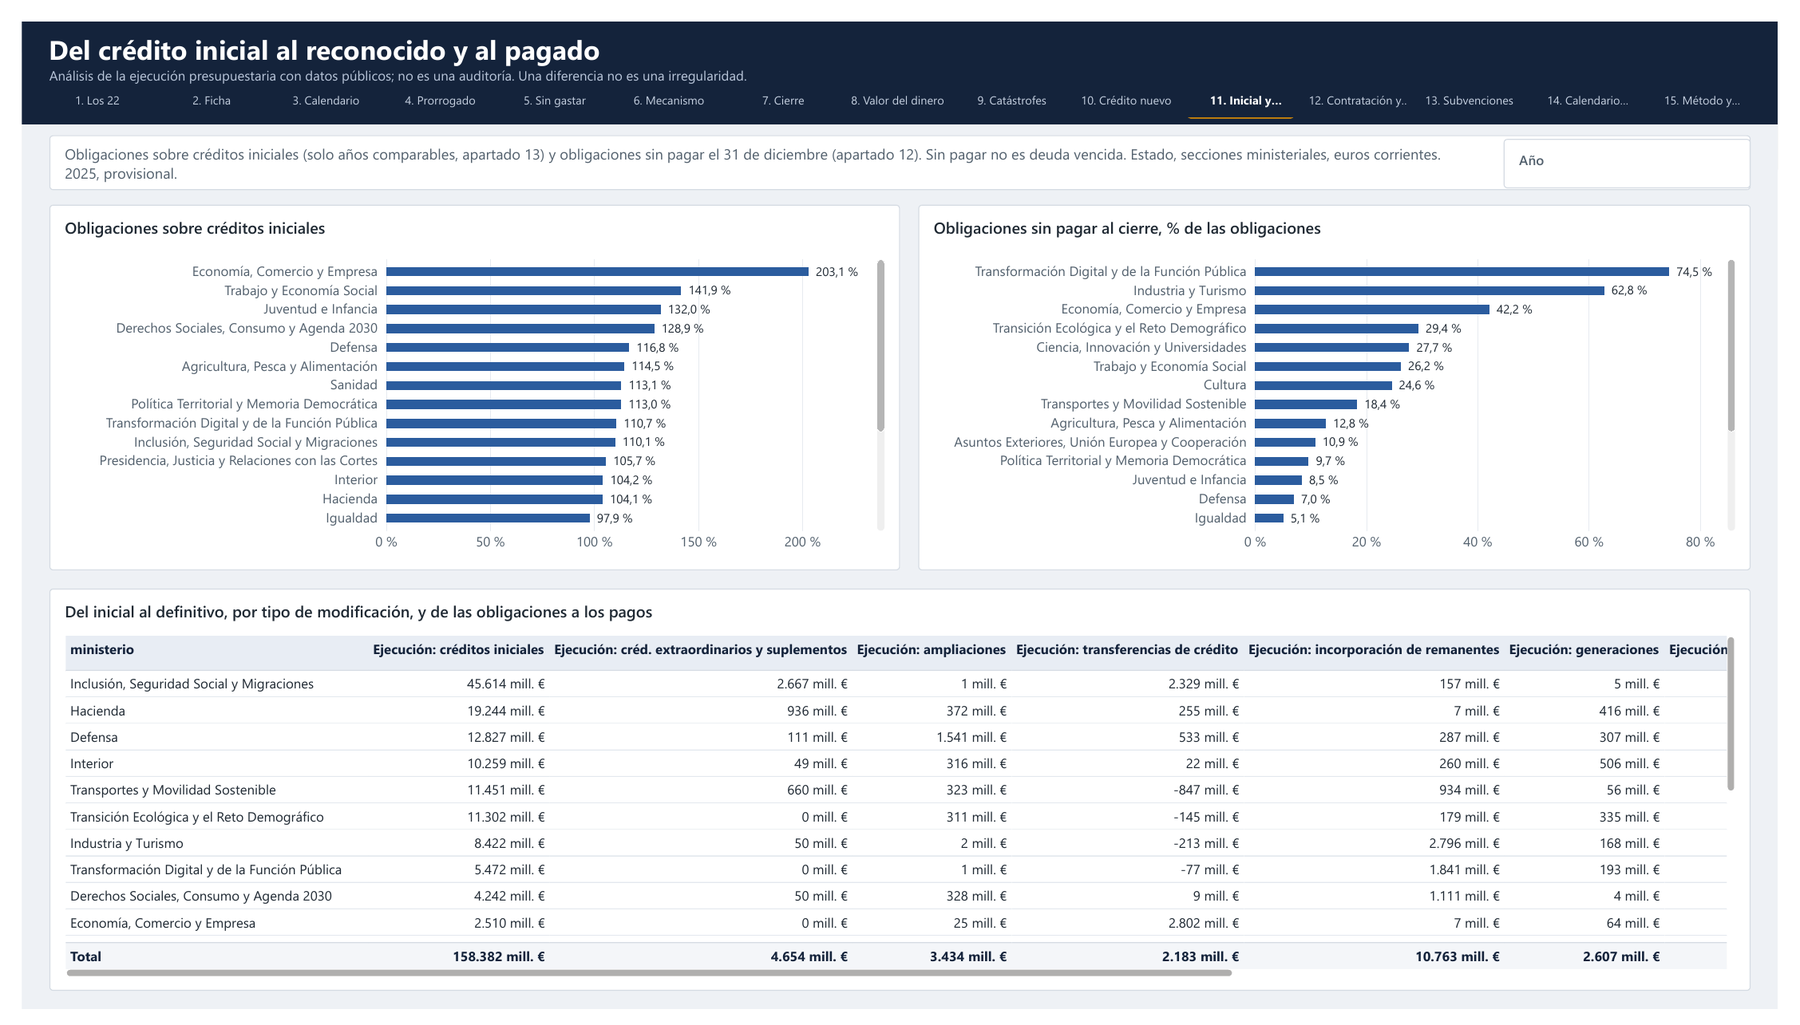 Del crédito inicial al reconocido y al pagado
Análisis de la ejecución presupuestaria con datos públicos; no es una auditoría. Una diferencia no es una irregularidad.
1. Los 22 2. Ficha 3. Calendario 4. Prorrogado 5. Sin gastar 6. Mecanismo 7. Cierre 8. Valor del dinero 9. Catástrofes 10. Crédito nuevo 11. Inicial y... 12. Contratación y.. 13. Subvenciones 14. Calendario... 15. Método y...
Obligaciones sobre créditos iniciales (solo años comparables, apartado 13) y obligaciones sin pagar el 31 de diciembre (apartado 12). Sin pagar no es deuda vencida. Estado, secciones ministeriales, euros corrientes.
2025, provisional.
Año
Obligaciones sobre créditos iniciales
Economía, Comercio y Empresa 203,1 %
Trabajo y Economía Social 141,9 %
Juventud e Infancia 132,0 %
Derechos Sociales, Consumo y Agenda 2030 128,9 %
Defensa 116,8 %
Agricultura, Pesca y Alimentación 114,5 %
Sanidad 113,1 %
Política Territorial y Memoria Democrática 113,0 %
Transformación Digital y de la Función Pública 110,7 %
Inclusión, Seguridad Social y Migraciones 110,1 %
Presidencia, Justicia y Relaciones con las Cortes 105,7 %
Interior 104,2 %
Hacienda 104,1 %
Igualdad 97,9 %
0 % 50 % 100 % 150 % 200 %
Obligaciones sin pagar al cierre, % de las obligaciones
Transformación Digital y de la Función Pública 74,5 %
Industria y Turismo 62,8 %
Economía, Comercio y Empresa 42,2 %
Transición Ecológica y el Reto Demográfico 29,4 %
Ciencia, Innovación y Universidades 27,7 %
Trabajo y Economía Social 26,2 %
Cultura 24,6 %
Transportes y Movilidad Sostenible 18,4 %
Agricultura, Pesca y Alimentación 12,8 %
Asuntos Exteriores, Unión Europea y Cooperación 10,9 %
Política Territorial y Memoria Democrática 9,7 %
Juventud e Infancia 8,5 %
Defensa 7,0 %
Igualdad 5,1 %
0 % 20 % 40 % 60 % 80 %
Del inicial al definitivo, por tipo de modificación, y de las obligaciones a los pagos
ministerio Ejecución: créditos iniciales Ejecución: créd. extraordinarios y suplementos Ejecución: ampliaciones Ejecución: transferencias de crédito Ejecución: incorporación de remanentes Ejecución: generaciones Ejecución
Inclusión, Seguridad Social y Migraciones 45.614 mill. € 2.667 mill. € 1 mill. € 2.329 mill. € 157 mill. € 5 mill. €
Hacienda 19.244 mill. € 936 mill. € 372 mill. € 255 mill. € 7 mill. € 416 mill. €
Defensa 12.827 mill. € 111 mill. € 1.541 mill. € 533 mill. € 287 mill. € 307 mill. €
Interior 10.259 mill. € 49 mill. € 316 mill. € 22 mill. € 260 mill. € 506 mill. €
Transportes y Movilidad Sostenible 11.451 mill. € 660 mill. € 323 mill. € -847 mill. € 934 mill. € 56 mill. €
Transición Ecológica y el Reto Demográfico 11.302 mill. € 0 mill. € 311 mill. € -145 mill. € 179 mill. € 335 mill. €
Industria y Turismo 8.422 mill. € 50 mill. € 2 mill. € -213 mill. € 2.796 mill. € 168 mill. €
Transformación Digital y de la Función Pública 5.472 mill. € 0 mill. € 1 mill. € -77 mill. € 1.841 mill. € 193 mill. €
Derechos Sociales, Consumo y Agenda 2030 4.242 mill. € 50 mill. € 328 mill. € 9 mill. € 1.111 mill. € 4 mill. €
Economía, Comercio y Empresa 2.510 mill. € 0 mill. € 25 mill. € 2.802 mill. € 7 mill. € 64 mill. €
Total 158.382 mill. € 4.654 mill. € 3.434 mill. € 2.183 mill. € 10.763 mill. € 2.607 mill. €